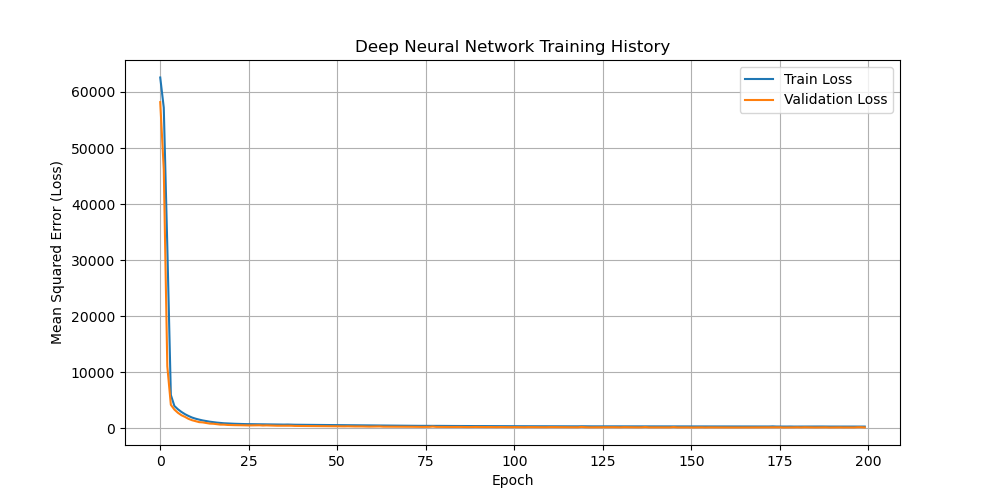 Deep Neural Network Training History
Train Loss
Validation Loss
Mean Squared Error (Loss)
60000
50000
40000
30000
20000
10000
0
0 25 50 75 100 125 150 175 200
Epoch